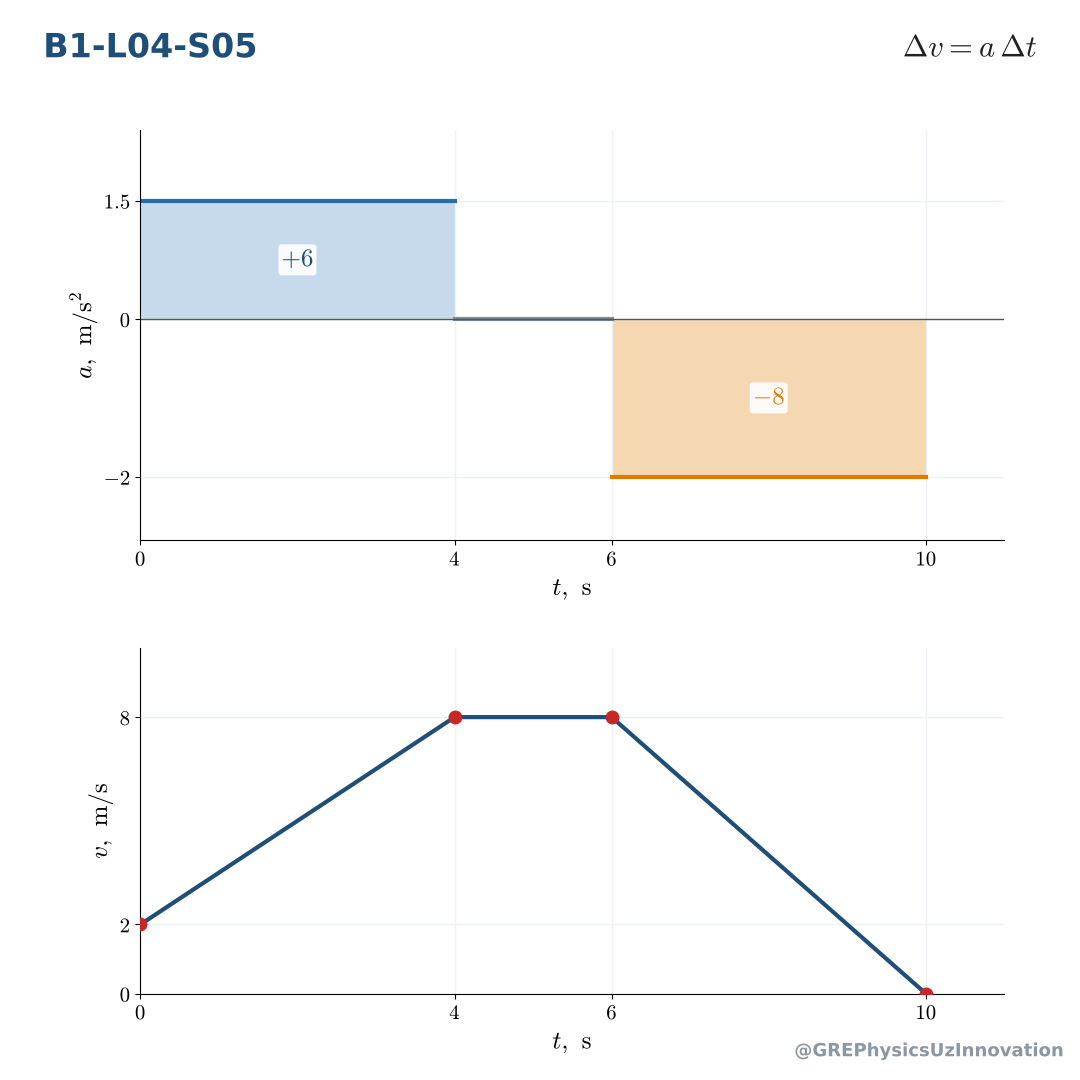 B1-L04-S05
Δv = a Δt
a, m/s²
1.5
0
−2
+6
−8
0 4 6 10
t, s
v, m/s
8
2
0
0 4 6 10
t, s
@GREPhysicsUzInnovation